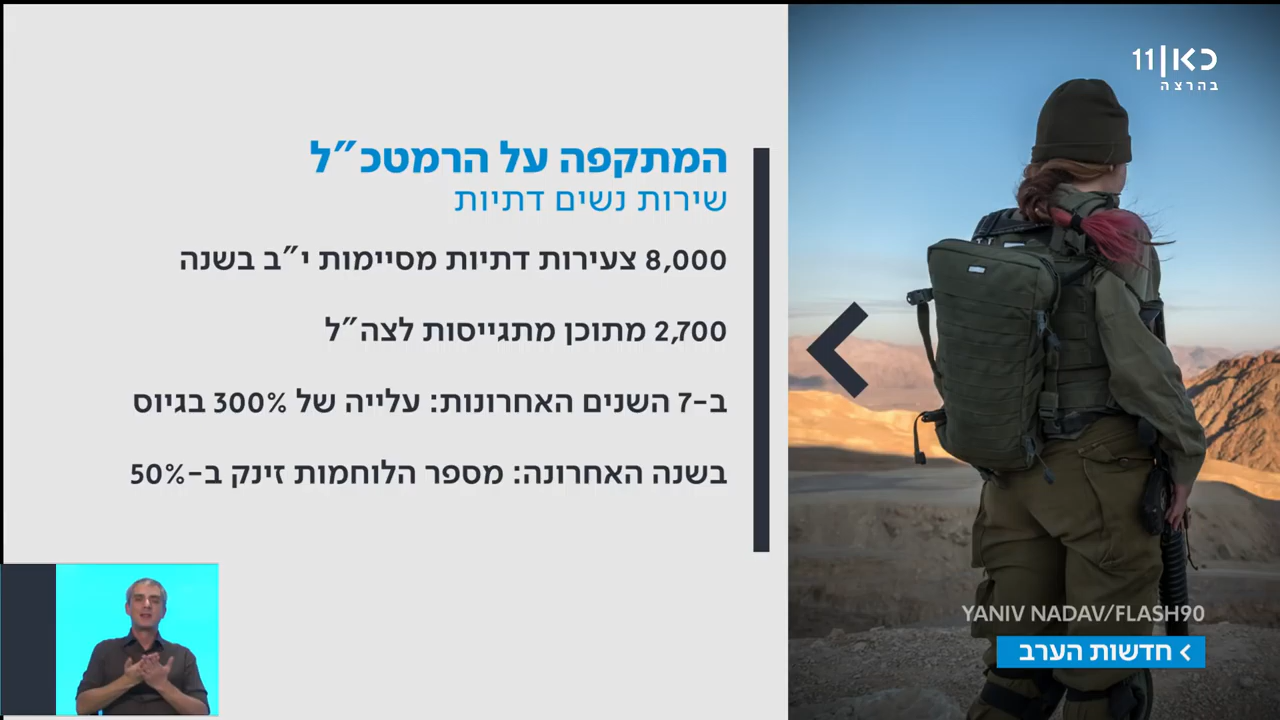 כאן 11
בהרצה
המתקפה על הרמטכ"ל
שירות נשים דתיות
8,000 צעירות דתיות מסיימות י"ב בשנה
2,700 מתוכן מתגייסות לצה"ל
ב-7 השנים האחרונות: עלייה של 300% בגיוס
בשנה האחרונה: מספר הלוחמות זינק ב-50%
YANIV NADAV/FLASH90
חדשות הערב